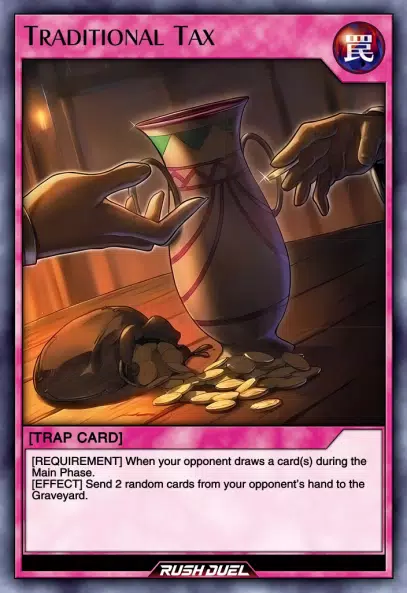 TRADITIONAL TAX
罠
[TRAP CARD]
[REQUIREMENT] When your opponent draws a card(s) during the
Main Phase.
[EFFECT] Send 2 random cards from your opponent's hand to the
Graveyard.
RUSH DUEL